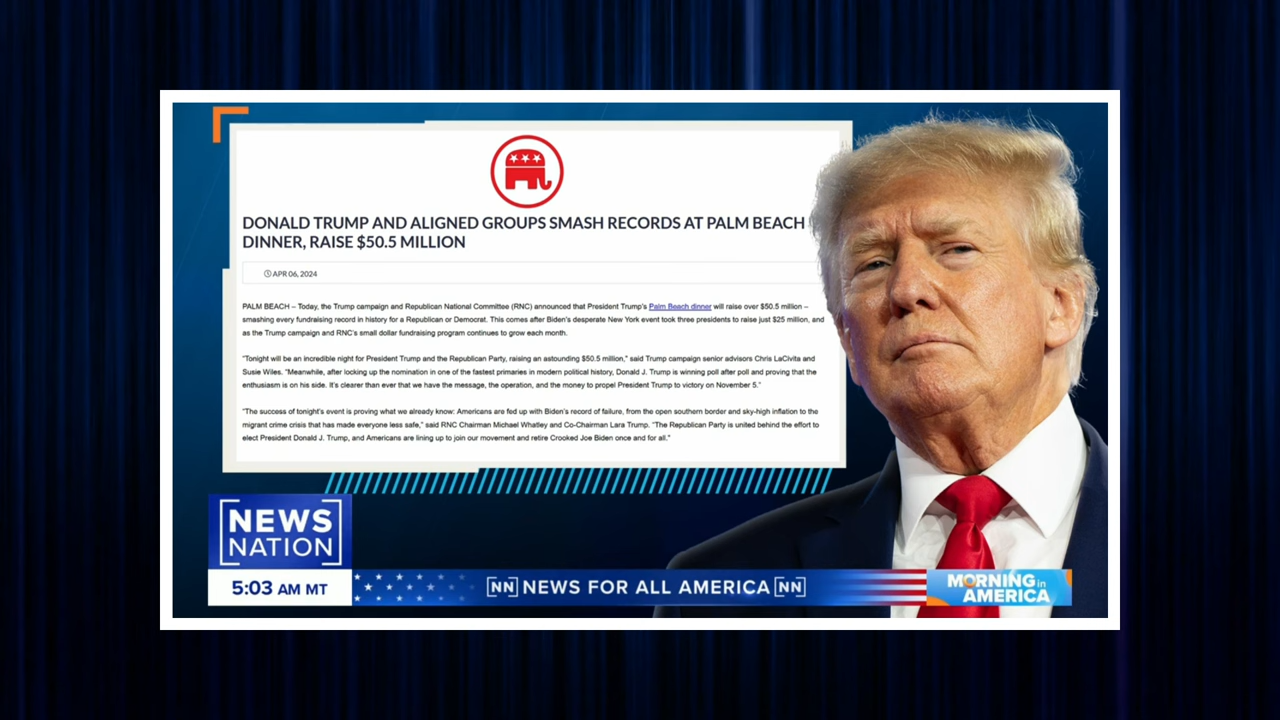 DONALD TRUMP AND ALIGNED GROUPS SMASH RECORDS AT PALM BEACH
DINNER, RAISE $50.5 MILLION
APR 06, 2024
PALM BEACH – Today, the Trump campaign and Republican National Committee (RNC) announced that President Trump's Palm Beach dinner will raise over $50.5 million –
smashing every fundraising record in history for a Republican or Democrat. This comes after Biden's desperate New York event took three presidents to raise just $25 million, and
as the Trump campaign and RNC's small dollar fundraising program continues to grow each month.
"Tonight will be an incredible night for President Trump and the Republican Party, raising an astounding $50.5 million," said Trump campaign senior advisors Chris LaCivita and
Susie Wiles. "Meanwhile, after locking up the nomination in one of the fastest primaries in modern political history, Donald J. Trump is winning poll after poll and proving that the
enthusiasm is on his side. It's clearer than ever that we have the message, the operation, and the money to propel President Trump to victory on November 5."
"The success of tonight's event is proving what we already know: Americans are fed up with Biden's record of failure, from the open southern border and sky-high inflation to the
migrant crime crisis that has made everyone less safe," said RNC Chairman Michael Whatley and Co-Chairman Lara Trump. "The Republican Party is united behind the effort to
elect President Donald J. Trump, and Americans are lining up to join our movement and retire Crooked Joe Biden once and for all."
NEWS
NATION
5:03 AM MT
NN NEWS FOR ALL AMERICA NN
MORNING in
AMERICA